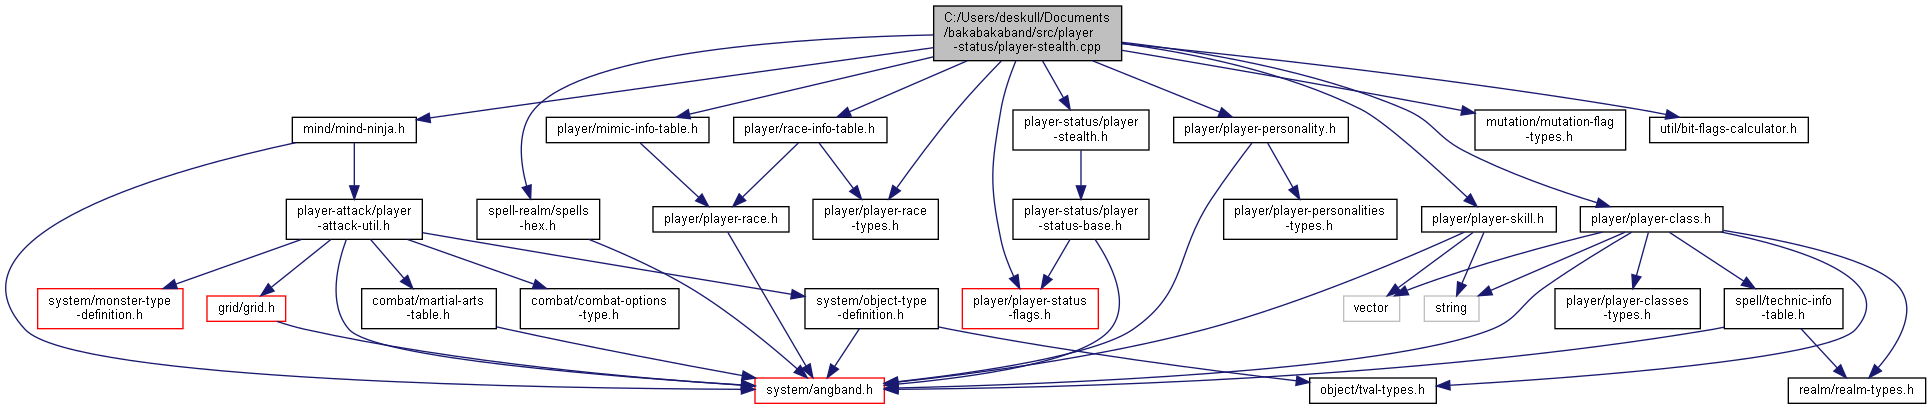 C:/Users/deskull/Documents
/bakabakaband/src/player
-status/player-stealth.cpp
mind/mind-ninja.h
player/mimic-info-table.h
player/race-info-table.h
player-status/player
-stealth.h
player/player-personality.h
mutation/mutation-flag
-types.h
util/bit-flags-calculator.h
player-attack/player
-attack-util.h
spell-realm/spells
-hex.h
player/player-race.h
player/player-race
-types.h
player-status/player
-status-base.h
player/player-personalities
-types.h
player/player-skill.h
player/player-class.h
system/monster-type
-definition.h
grid/grid.h
combat/martial-arts
-table.h
combat/combat-options
-type.h
system/object-type
-definition.h
player/player-status
-flags.h
vector
string
player/player-classes
-types.h
spell/technic-info
-table.h
system/angband.h
object/tval-types.h
realm/realm-types.h